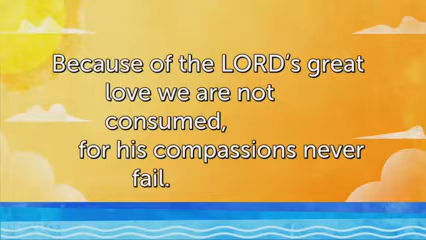 Because of the LORD’s great
love we are not
consumed,
for his compassions never
fail.